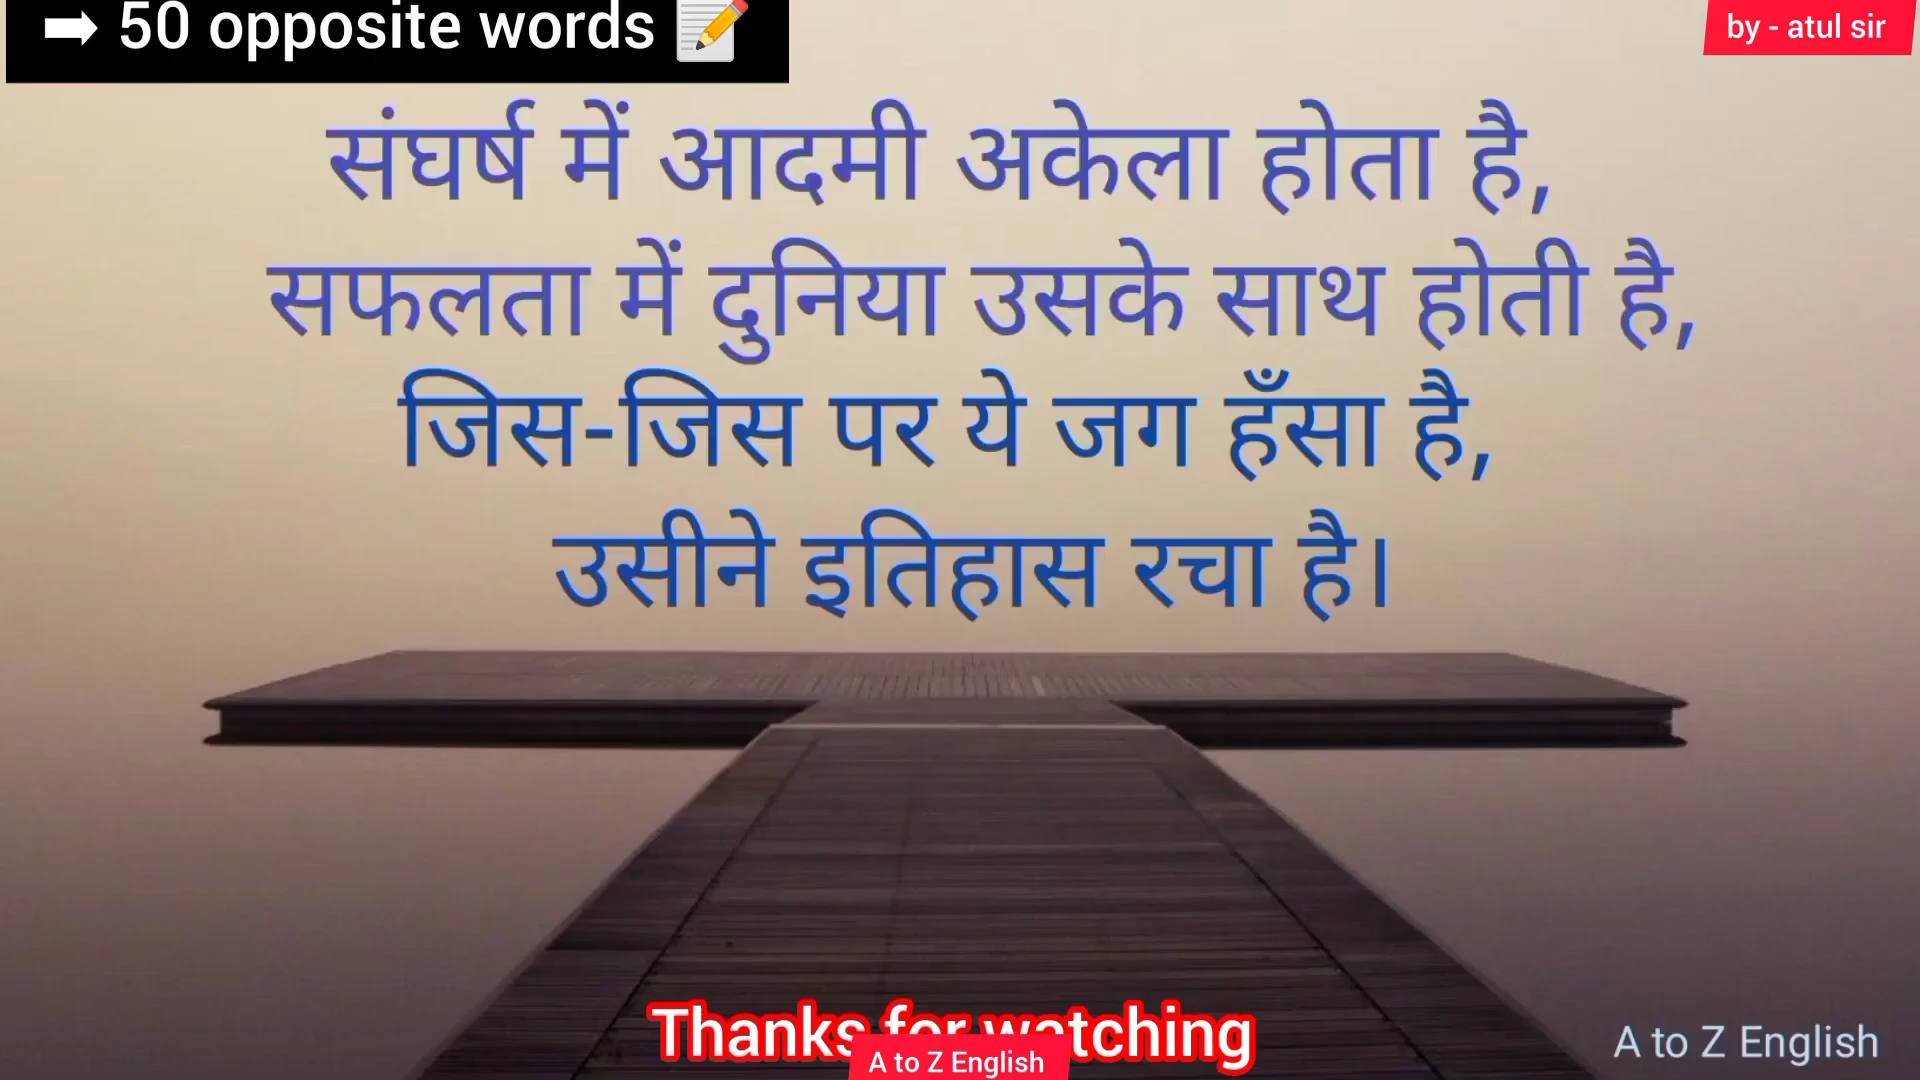 ➡ 50 opposite words 📝
by - atul sir
संघर्ष में आदमी अकेला होता है,
सफलता में दुनिया उसके साथ होती है,
जिस-जिस पर ये जग हँसा है,
उसीने इतिहास रचा है।
Thanks for watching
A to Z English
A to Z English